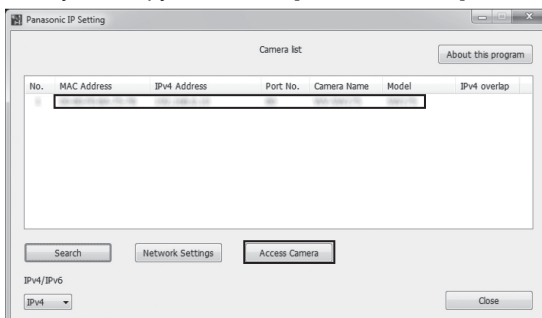 Panasonic IP Setting
Camera list
About this program
No. MAC Address IPv4 Address Port No. Camera Name Model IPv4 overlap
Search Network Settings Access Camera
IPv4/IPv6
IPv4
Close